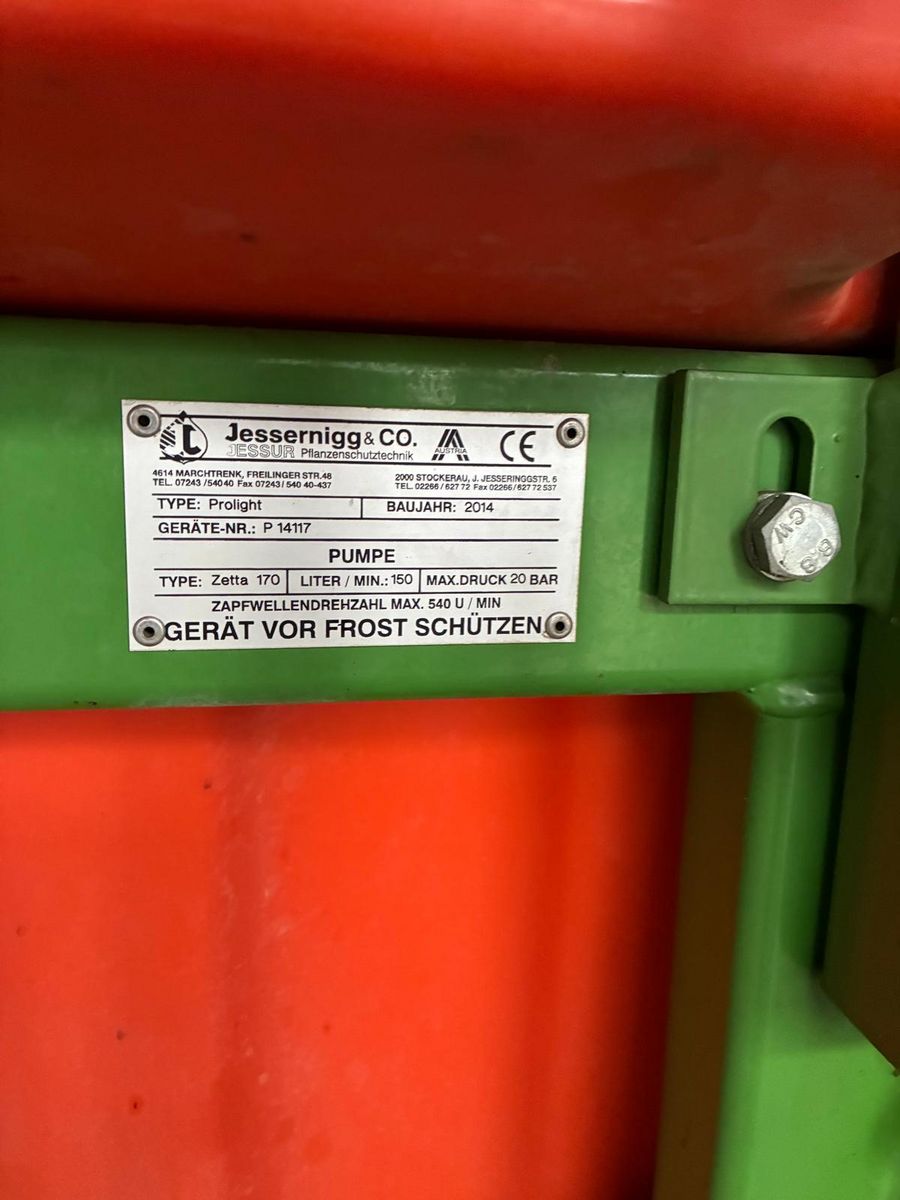 Jessernigg & CO.
JESSUR Pflanzenschutztechnik
AUSTRIA
CE
4614 MARCHTRENK, FREILINGER STR.48
TEL. 07243 /540 40 Fax 07243/ 540 40-437
2000 STOCKERAU, J. JESSERINGGSTR. 6
TEL. 02266 / 627 72 Fax 02266 / 627 72 537
TYPE: Prolight BAUJAHR: 2014
GERÄTE-NR.: P 14117
PUMPE
TYPE: Zetta 170 LITER / MIN.: 150 MAX.DRUCK 20 BAR
ZAPFWELLENDREHZAHL MAX. 540 U / MIN
GERÄT VOR FROST SCHÜTZEN
CW
8.8